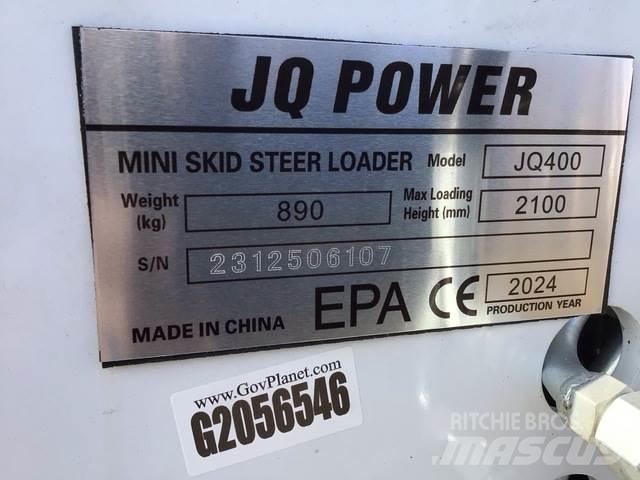 JQ POWER
MINI SKID STEER LOADER Model JQ400
Weight (kg) 890 Max Loading Height (mm) 2100
S/N 2312506107
MADE IN CHINA EPA CE 2024 PRODUCTION YEAR
www.GovPlanet.com
G2056546
RITCHIE BROS.
MASCUS